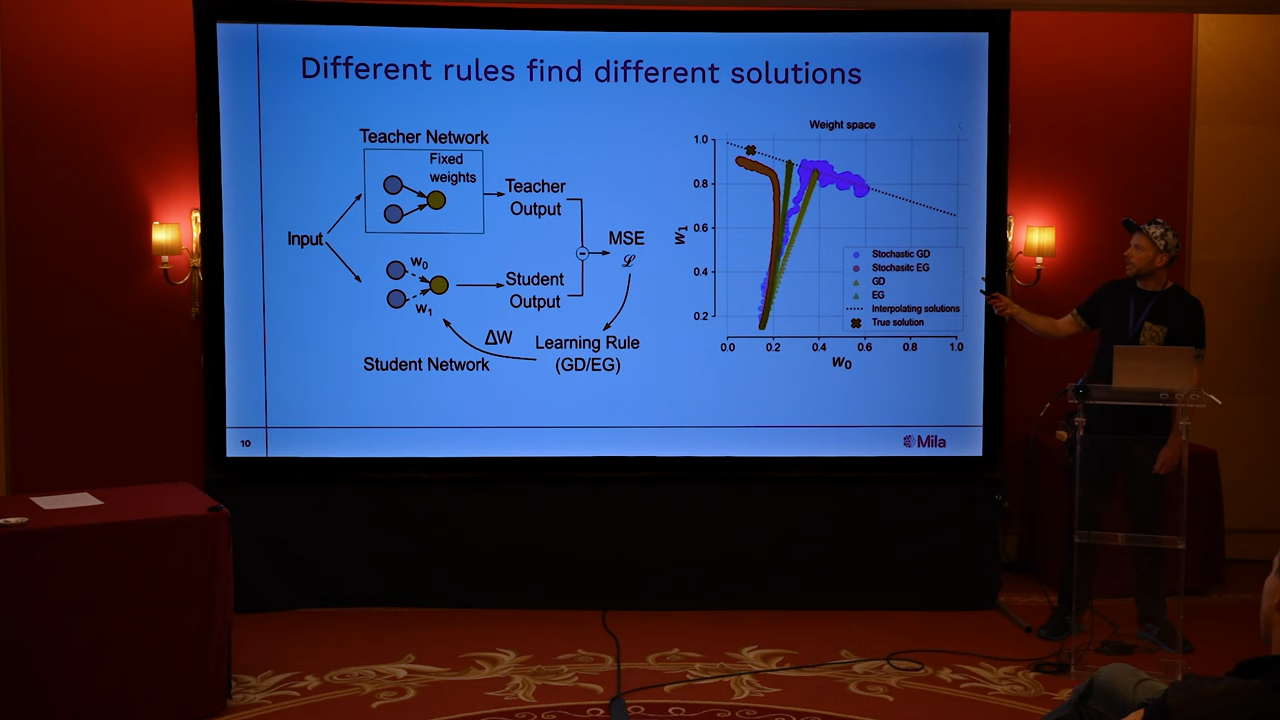 Different rules find different solutions
Teacher Network
Fixed
weights
Teacher
Output
Input
MSE
ℒ
w₀
w₁
Student
Output
ΔW
Learning Rule
(GD/EG)
Student Network
Weight space
1.0
0.8
0.6
0.4
0.2
w₁
Stochastic GD
Stochasitc EG
GD
EG
Interpolating solutions
True solution
0.0 0.2 0.4 0.6 0.8 1.0
w₀
10
Mila